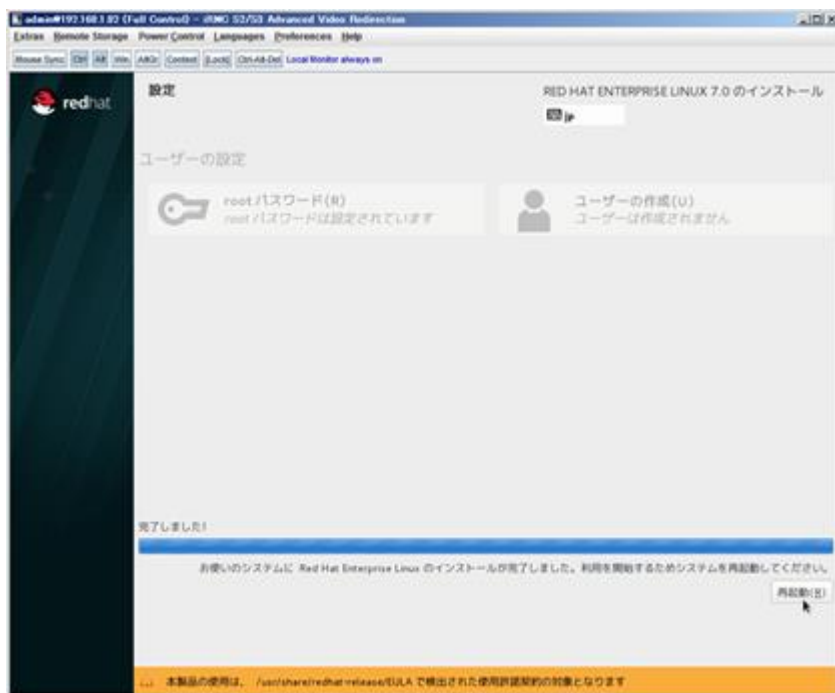 admin@192.168.1.82 (Full Control) - iRMC S2/S3 Advanced Video Redirection
Extras Remote Storage Power Control Languages Preferences Help
Mouse Sync Ctrl Alt Win AltGr Context [Lock] Ctrl-Alt-Del Local Monitor always on
redhat
設定
RED HAT ENTERPRISE LINUX 7.0 のインストール
jp
ユーザーの設定
root パスワード(R)
root パスワードは設定されています
ユーザーの作成(U)
ユーザーは作成されません
完了しました!
お使いのシステムに Red Hat Enterprise Linux のインストールが完了しました。利用を開始するためシステムを再起動してください。
再起動(R)
本製品の使用は、 /usr/share/redhat-release/EULA で検出された使用許諾契約の対象となります